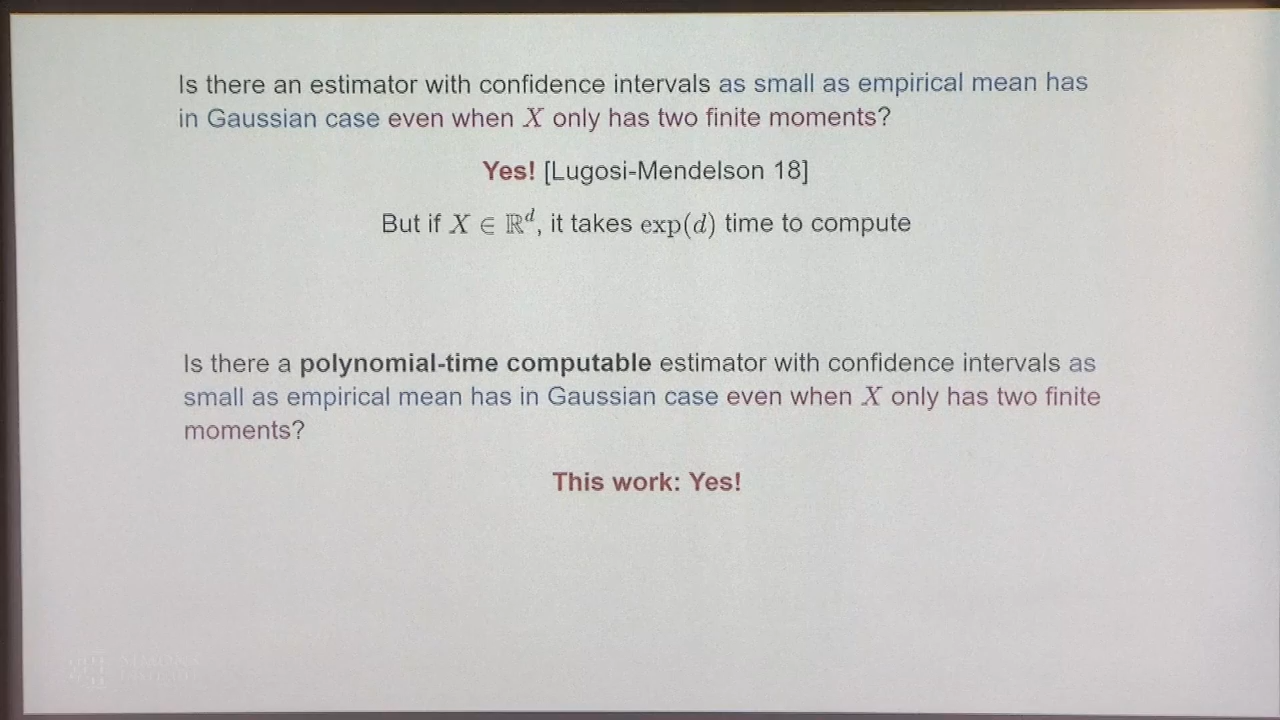 Is there an estimator with confidence intervals as small as empirical mean has
in Gaussian case even when X only has two finite moments?
Yes! [Lugosi-Mendelson 18]
But if X ∈ ℝ^d, it takes exp(d) time to compute
Is there a polynomial-time computable estimator with confidence intervals as
small as empirical mean has in Gaussian case even when X only has two finite
moments?
This work: Yes!